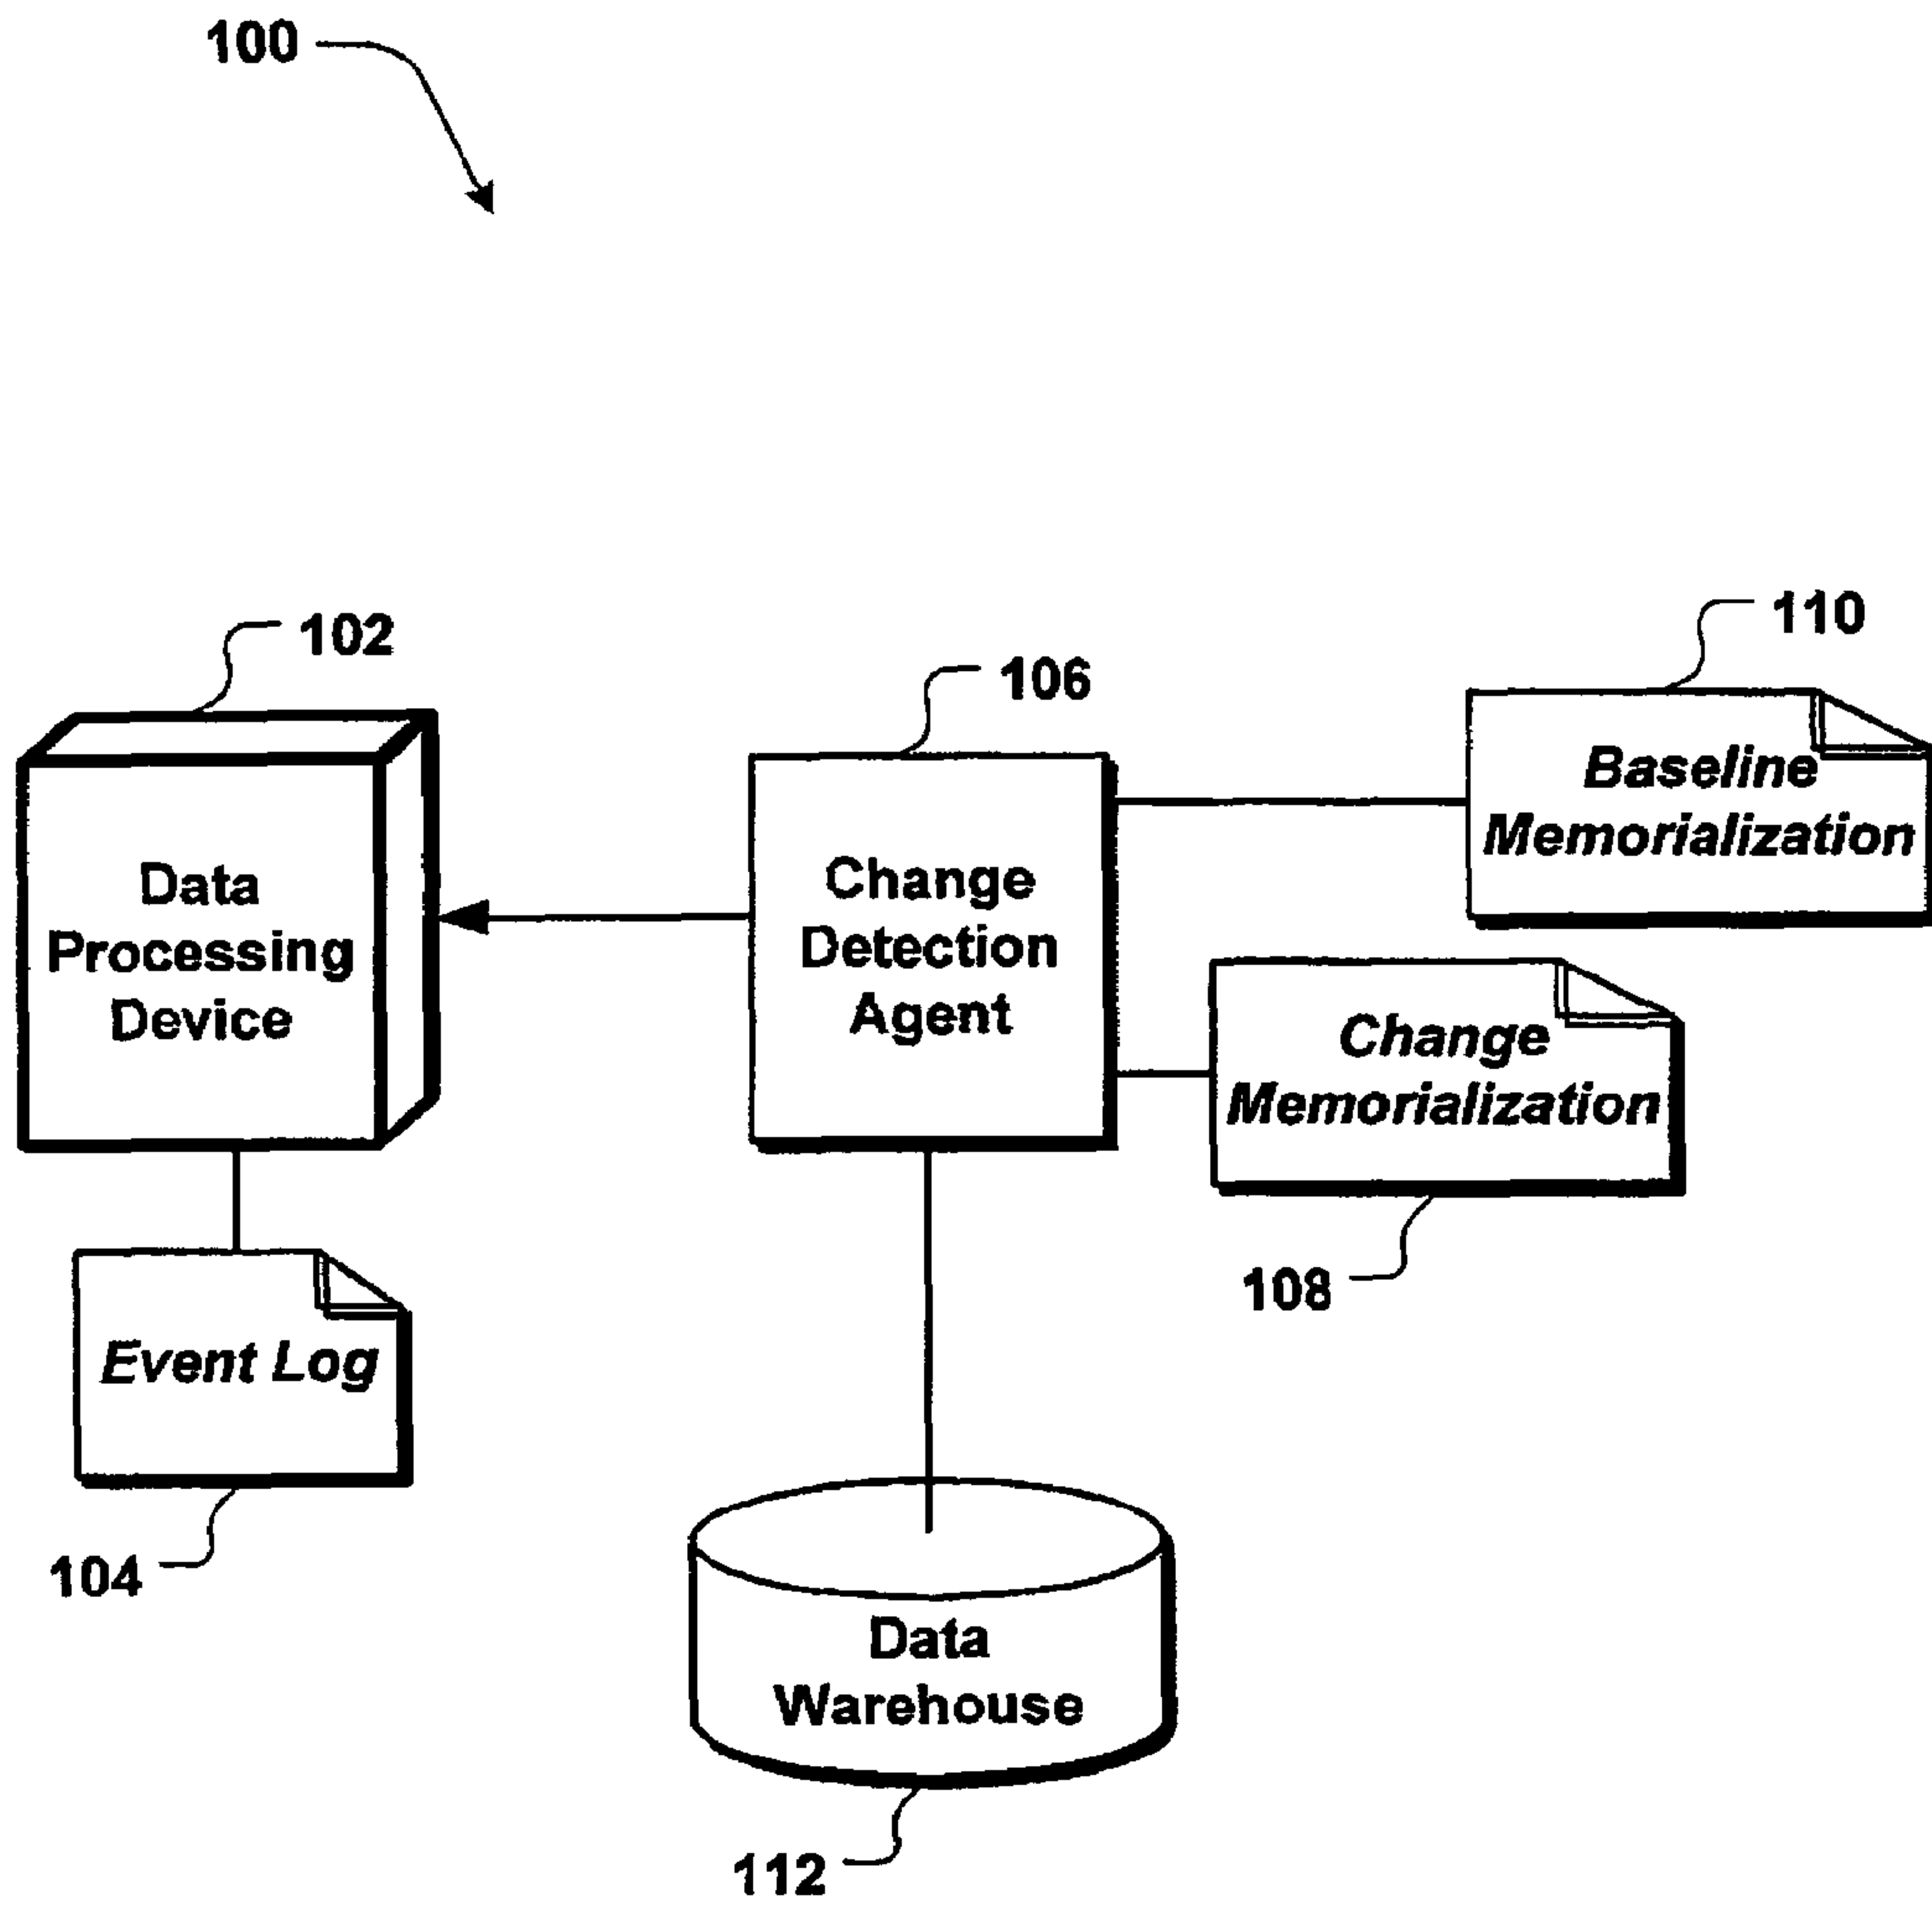 100
102
Data
Processing
Device
106
Change
Detection
Agent
110
Baseline
Memorialization
Change
Memorialization
108
Event Log
104
Data
Warehouse
112